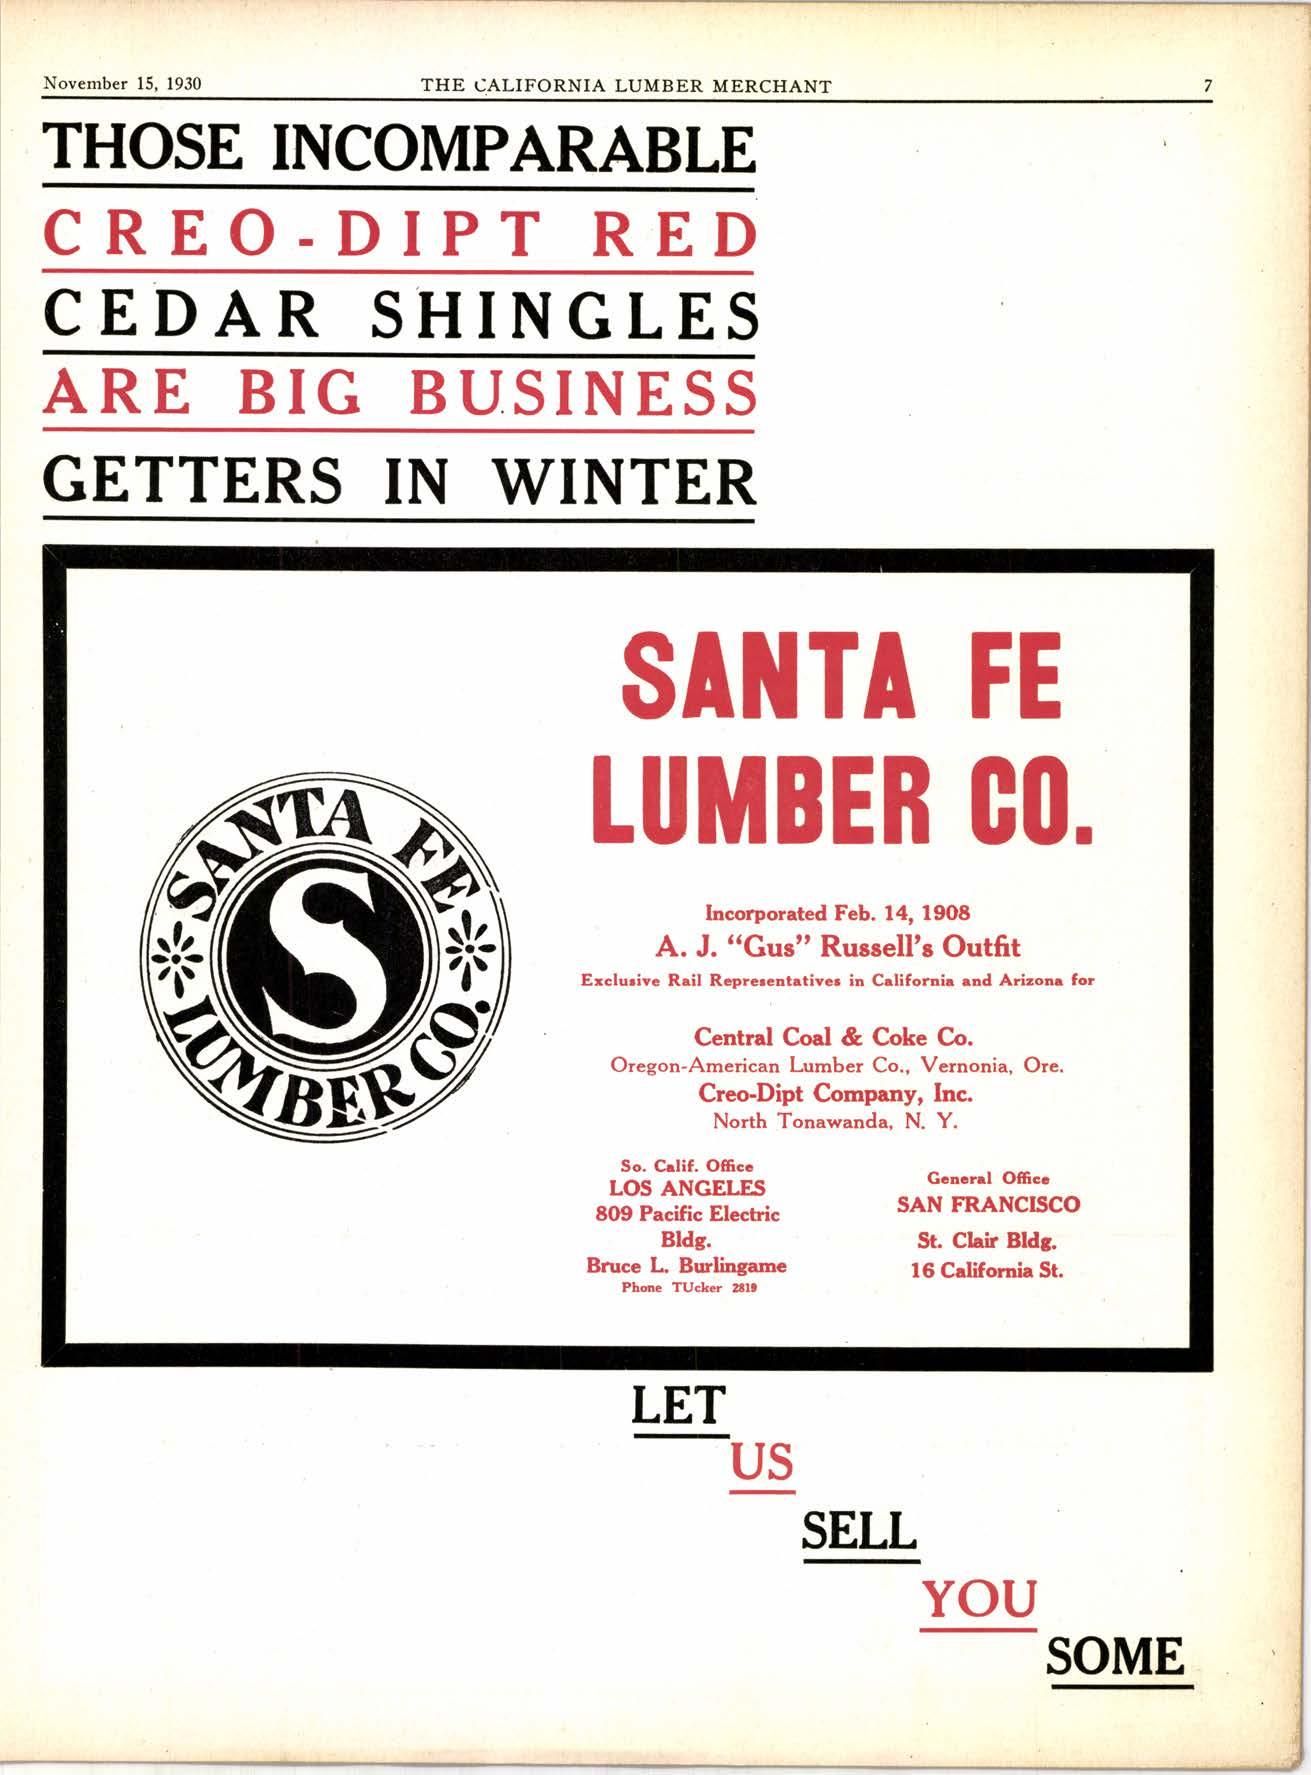 November 15, 1930 THE CALIFORNIA LUMBER MERCHANT 7
THOSE INCOMPARABLE
CREO-DIPT RED
CEDAR SHINGLES
ARE BIG BUSINESS
GETTERS IN WINTER
SANTA FE
LUMBER CO.
SANTA FE
LUMBER CO.
S
Incorporated Feb. 14, 1908
A. J. “Gus” Russell’s Outfit
Exclusive Rail Representatives in California and Arizona for
Central Coal & Coke Co.
Oregon-American Lumber Co., Vernonia, Ore.
Creo-Dipt Company, Inc.
North Tonawanda, N. Y.
So. Calif. Office
LOS ANGELES
809 Pacific Electric
Bldg.
Bruce L. Burlingame
Phone TUcker 2819
General Office
SAN FRANCISCO
St. Clair Bldg.
16 California St.
LET
US
SELL
YOU
SOME